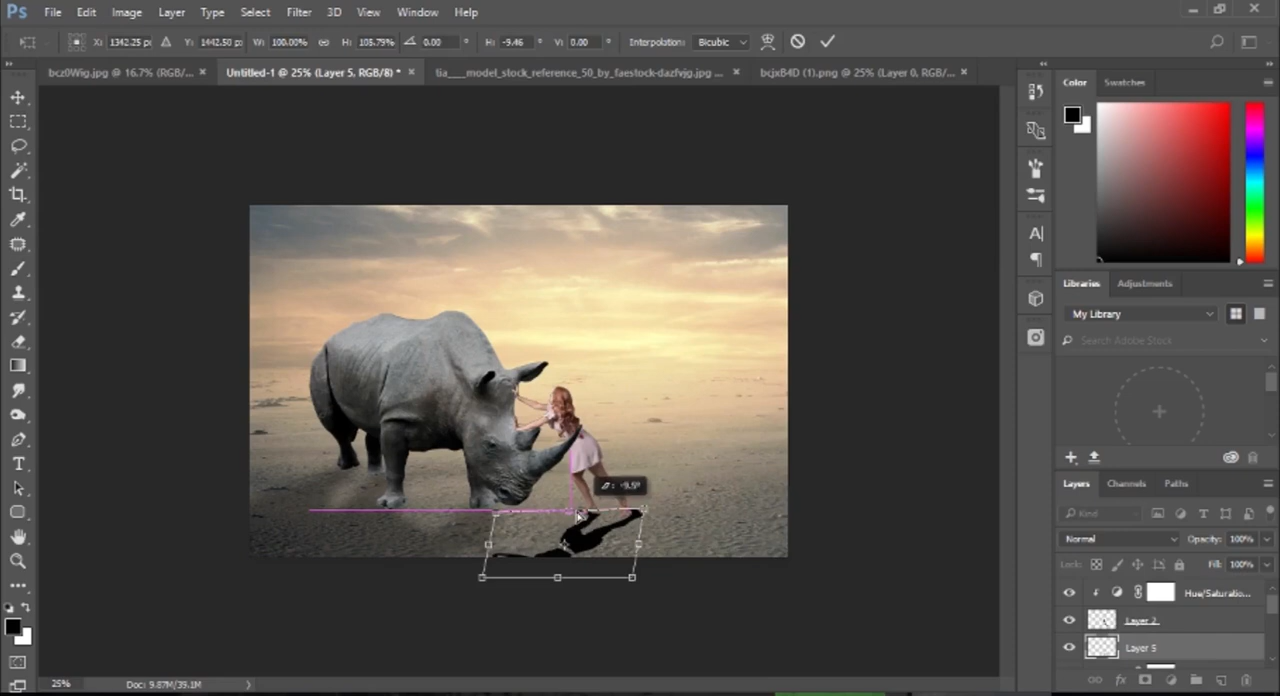 Ps File Edit Image Layer Type Select Filter 3D View Window Help
X: 1342.25 p Y: 1442.50 p W: 100.00% H: 105.79% 0.00 ° H: -9.46 ° V: 0.00 ° Interpolation: Bicubic
bcz0Wig.jpg @ 16.7% (RGB/... × Untitled-1 @ 25% (Layer 5, RGB/8) * × tia___model_stock_reference_50_by_faestock-dazfvjg.jpg ... × bcjxB4D (1).png @ 25% (Layer 0, RGB/... ×
Color Swatches
Libraries Adjustments
My Library
Search Adobe Stock
Layers Channels Paths
Kind
Normal Opacity: 100%
Lock: Fill: 100%
Hue/Saturatio...
Layer 2
Layer 5
-9.5°
25% Doc: 9.87M/39.1M